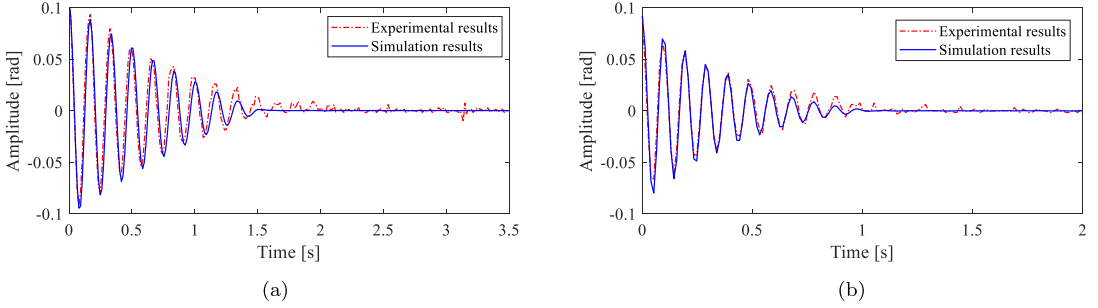 0.1
0.05
0
-0.05
-0.1
Amplitude [rad]
Experimental results
Simulation results
0 0.5 1 1.5 2 2.5 3 3.5
Time [s]
(a)
0.1
0.05
0
-0.05
-0.1
Amplitude [rad]
Experimental results
Simulation results
0 0.5 1 1.5 2
Time [s]
(b)